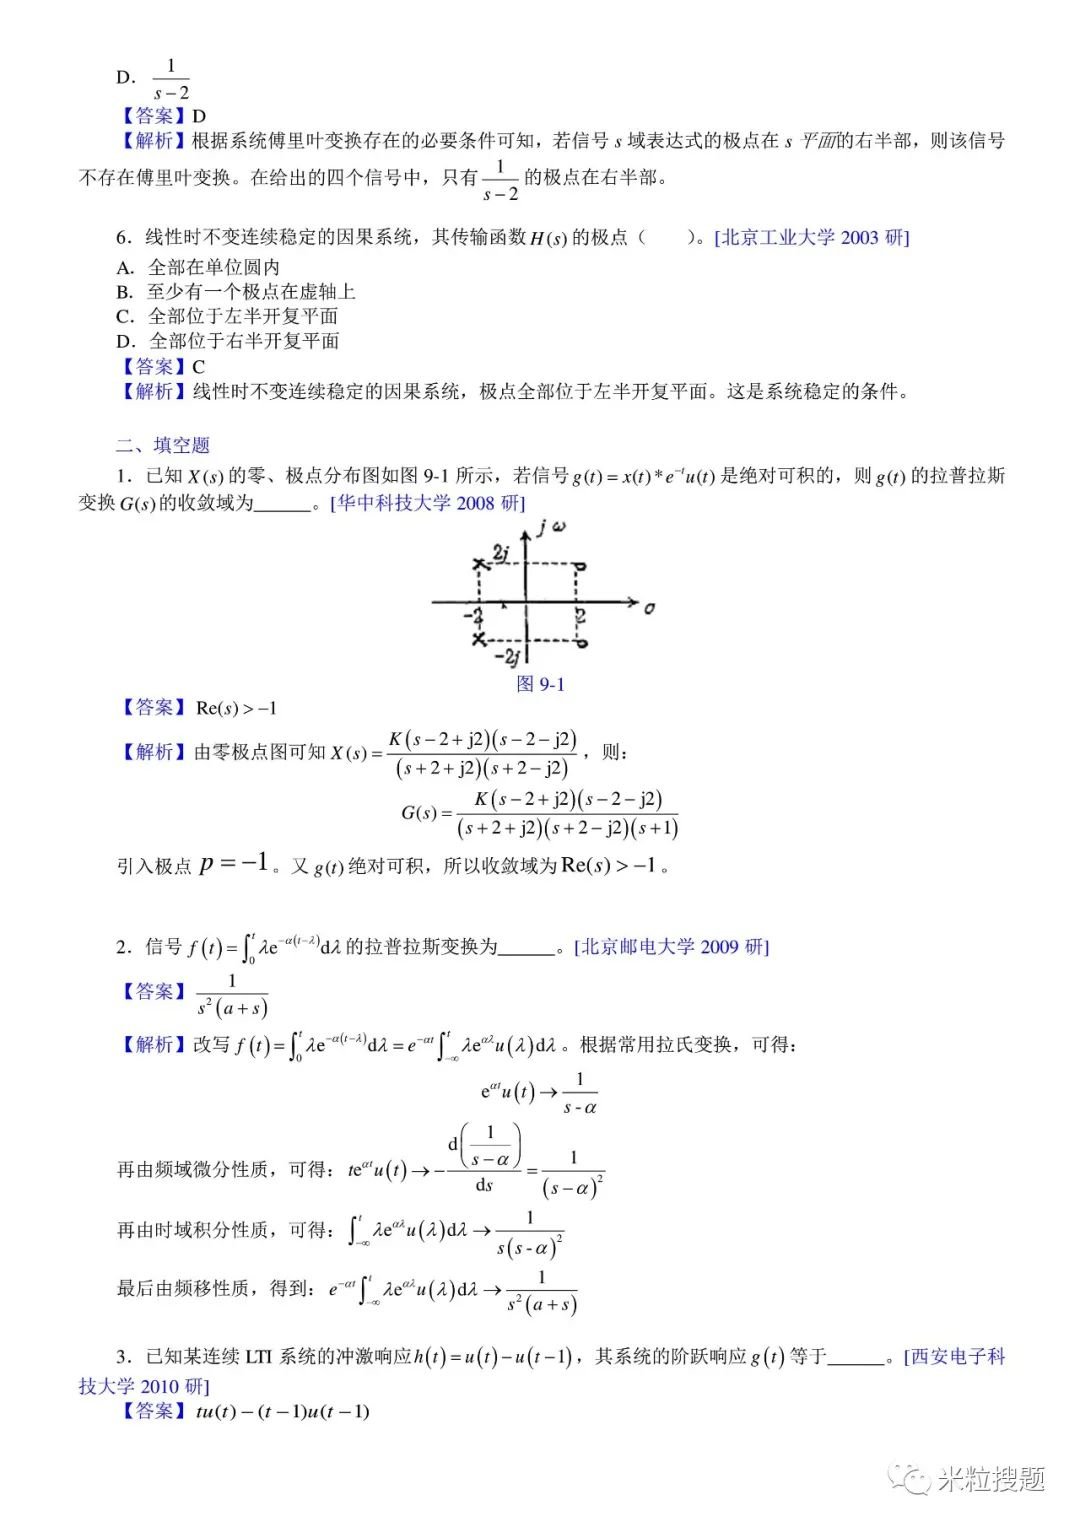 D. \frac{1}{s-2}
【答案】D
【解析】根据系统傅里叶变换存在的必要条件可知，若信号 s 域表达式的极点在 s 平面的右半部，则该信号
不存在傅里叶变换。在给出的四个信号中，只有 \frac{1}{s-2} 的极点在右半部。
6．线性时不变连续稳定的因果系统，其传输函数 H(s) 的极点（　　）。[北京工业大学 2003 研]
A．全部在单位圆内
B．至少有一个极点在虚轴上
C．全部位于左半开复平面
D．全部位于右半开复平面
【答案】C
【解析】线性时不变连续稳定的因果系统，极点全部位于左半开复平面。这是系统稳定的条件。
二、填空题
1．已知 X(s) 的零、极点分布图如图 9-1 所示，若信号 g(t) = x(t)*e^{-t}u(t) 是绝对可积的，则 g(t) 的拉普拉斯
变换 G(s) 的收敛域为______。[华中科技大学 2008 研]
jω
2j
-2 2 σ
-2j
图 9-1
【答案】Re(s) > −1
【解析】由零极点图可知 X(s) = \frac{K(s-2+j2)(s-2-j2)}{(s+2+j2)(s+2-j2)}，则：
G(s) = \frac{K(s-2+j2)(s-2-j2)}{(s+2+j2)(s+2-j2)(s+1)}
引入极点 p = −1。又 g(t) 绝对可积，所以收敛域为 Re(s) > −1。
2．信号 f(t) = \int_0^t λe^{-α(t-λ)}dλ 的拉普拉斯变换为______。[北京邮电大学 2009 研]
【答案】\frac{1}{s^2(a+s)}
【解析】改写 f(t) = \int_0^t λe^{-α(t-λ)}dλ = e^{-αt}\int_{-∞}^t λe^{αλ}u(λ)dλ。根据常用拉氏变换，可得：
e^{αt}u(t) → \frac{1}{s-α}
再由频域微分性质，可得：te^{αt}u(t) → -\frac{d(\frac{1}{s-α})}{ds} = \frac{1}{(s-α)^2}
再由时域积分性质，可得：\int_{-∞}^t λe^{αλ}u(λ)dλ → \frac{1}{s(s-α)^2}
最后由频移性质，得到：e^{-αt}\int_{-∞}^t λe^{αλ}u(λ)dλ → \frac{1}{s^2(a+s)}
3．已知某连续 LTI 系统的冲激响应 h(t) = u(t) − u(t−1)，其系统的阶跃响应 g(t) 等于______。[西安电子科
技大学 2010 研]
【答案】tu(t) − (t − 1)u(t − 1)
米粒搜题